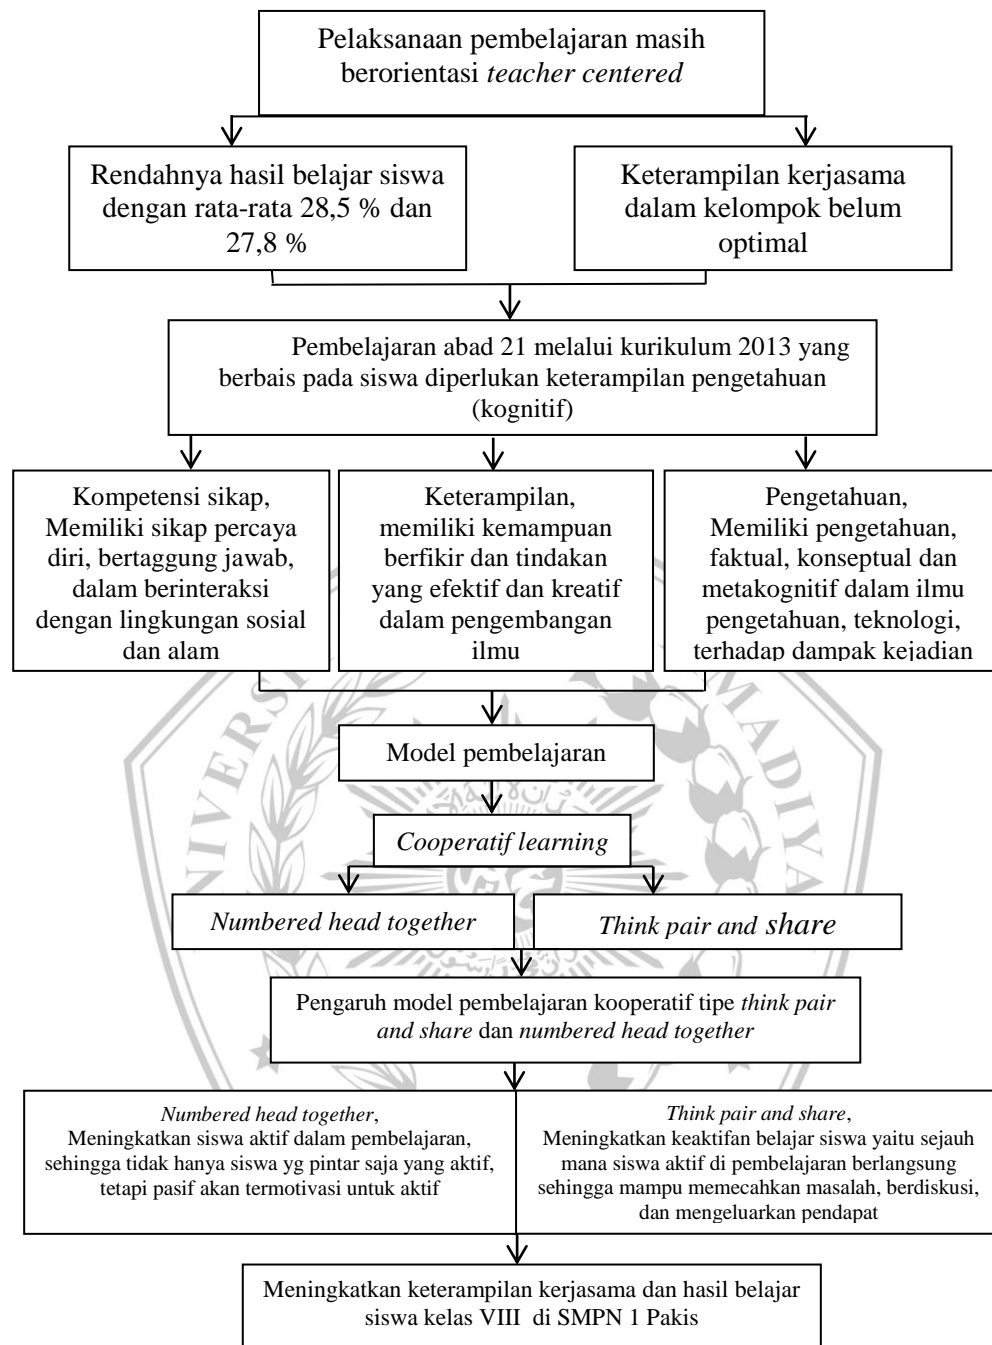 Pelaksanaan pembelajaran masih
berorientasi teacher centered
Rendahnya hasil belajar siswa
dengan rata-rata 28,5 % dan
27,8 %
Keterampilan kerjasama
dalam kelompok belum
optimal
Pembelajaran abad 21 melalui kurikulum 2013 yang
berbais pada siswa diperlukan keterampilan pengetahuan
(kognitif)
Kompetensi sikap,
Memiliki sikap percaya
diri, bertaggung jawab,
dalam berinteraksi
dengan lingkungan sosial
dan alam
Keterampilan,
memiliki kemampuan
berfikir dan tindakan
yang efektif dan kreatif
dalam pengembangan
ilmu
Pengetahuan,
Memiliki pengetahuan,
faktual, konseptual dan
metakognitif dalam ilmu
pengetahuan, teknologi,
terhadap dampak kejadian
Model pembelajaran
Cooperatif learning
Numbered head together
Think pair and share
Pengaruh model pembelajaran kooperatif tipe think pair
and share dan numbered head together
Numbered head together,
Meningkatkan siswa aktif dalam pembelajaran,
sehingga tidak hanya siswa yg pintar saja yang aktif,
tetapi pasif akan termotivasi untuk aktif
Think pair and share,
Meningkatkan keaktifan belajar siswa yaitu sejauh
mana siswa aktif di pembelajaran berlangsung
sehingga mampu memecahkan masalah, berdiskusi,
dan mengeluarkan pendapat
Meningkatkan keterampilan kerjasama dan hasil belajar
siswa kelas VIII di SMPN 1 Pakis